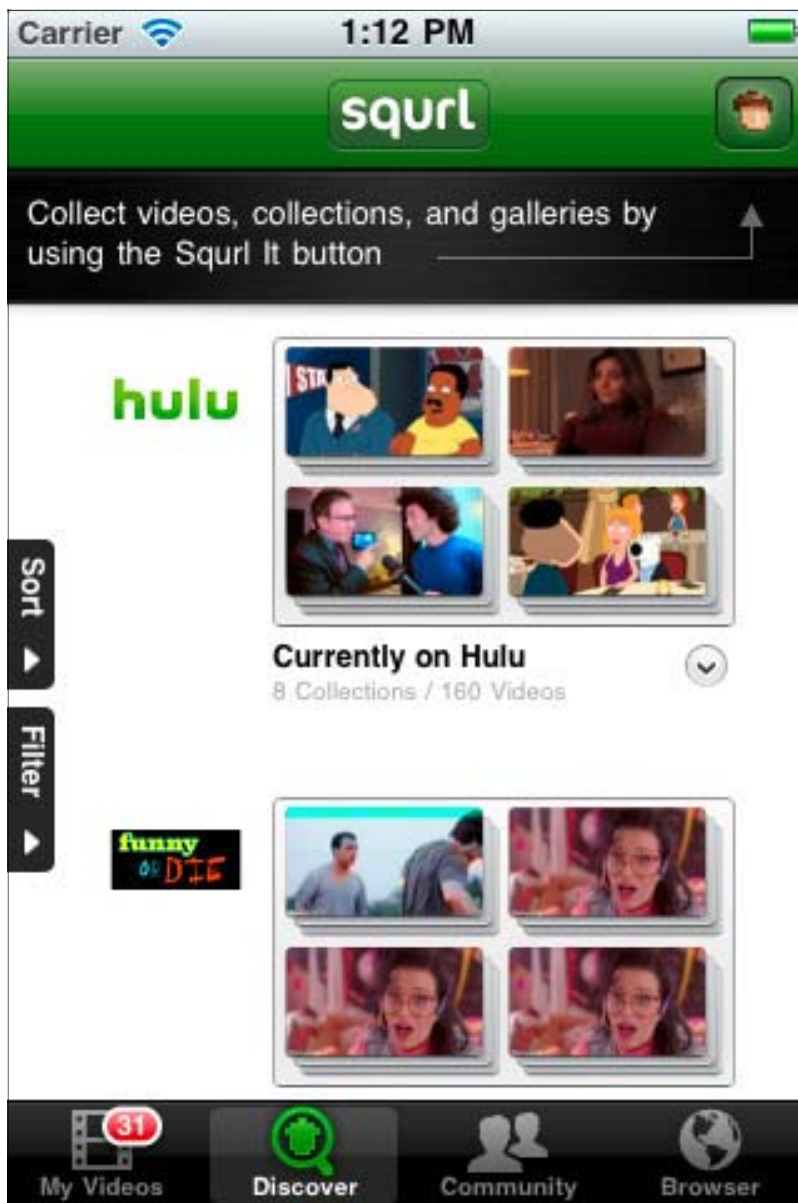 Carrier 1:12 PM
squrl
Collect videos, collections, and galleries by
using the Squrl It button
hulu
STA
Currently on Hulu
8 Collections / 160 Videos
Sort
Filter
funny
OR DIE
31
My Videos Discover Community Browser